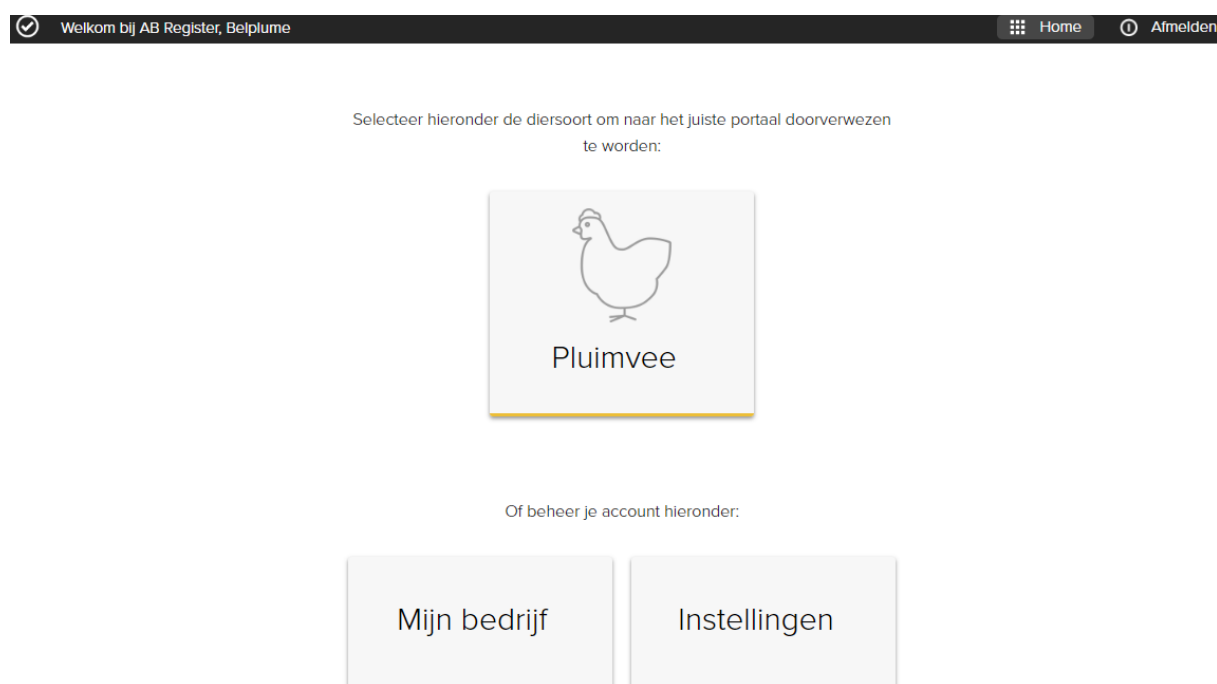 Welkom bij AB Register, Belplume
Home
Afmelden
Selecteer hieronder de diersoort om naar het juiste portaal doorverwezen
te worden:
Pluimvee
Of beheer je account hieronder:
Mijn bedrijf
Instellingen